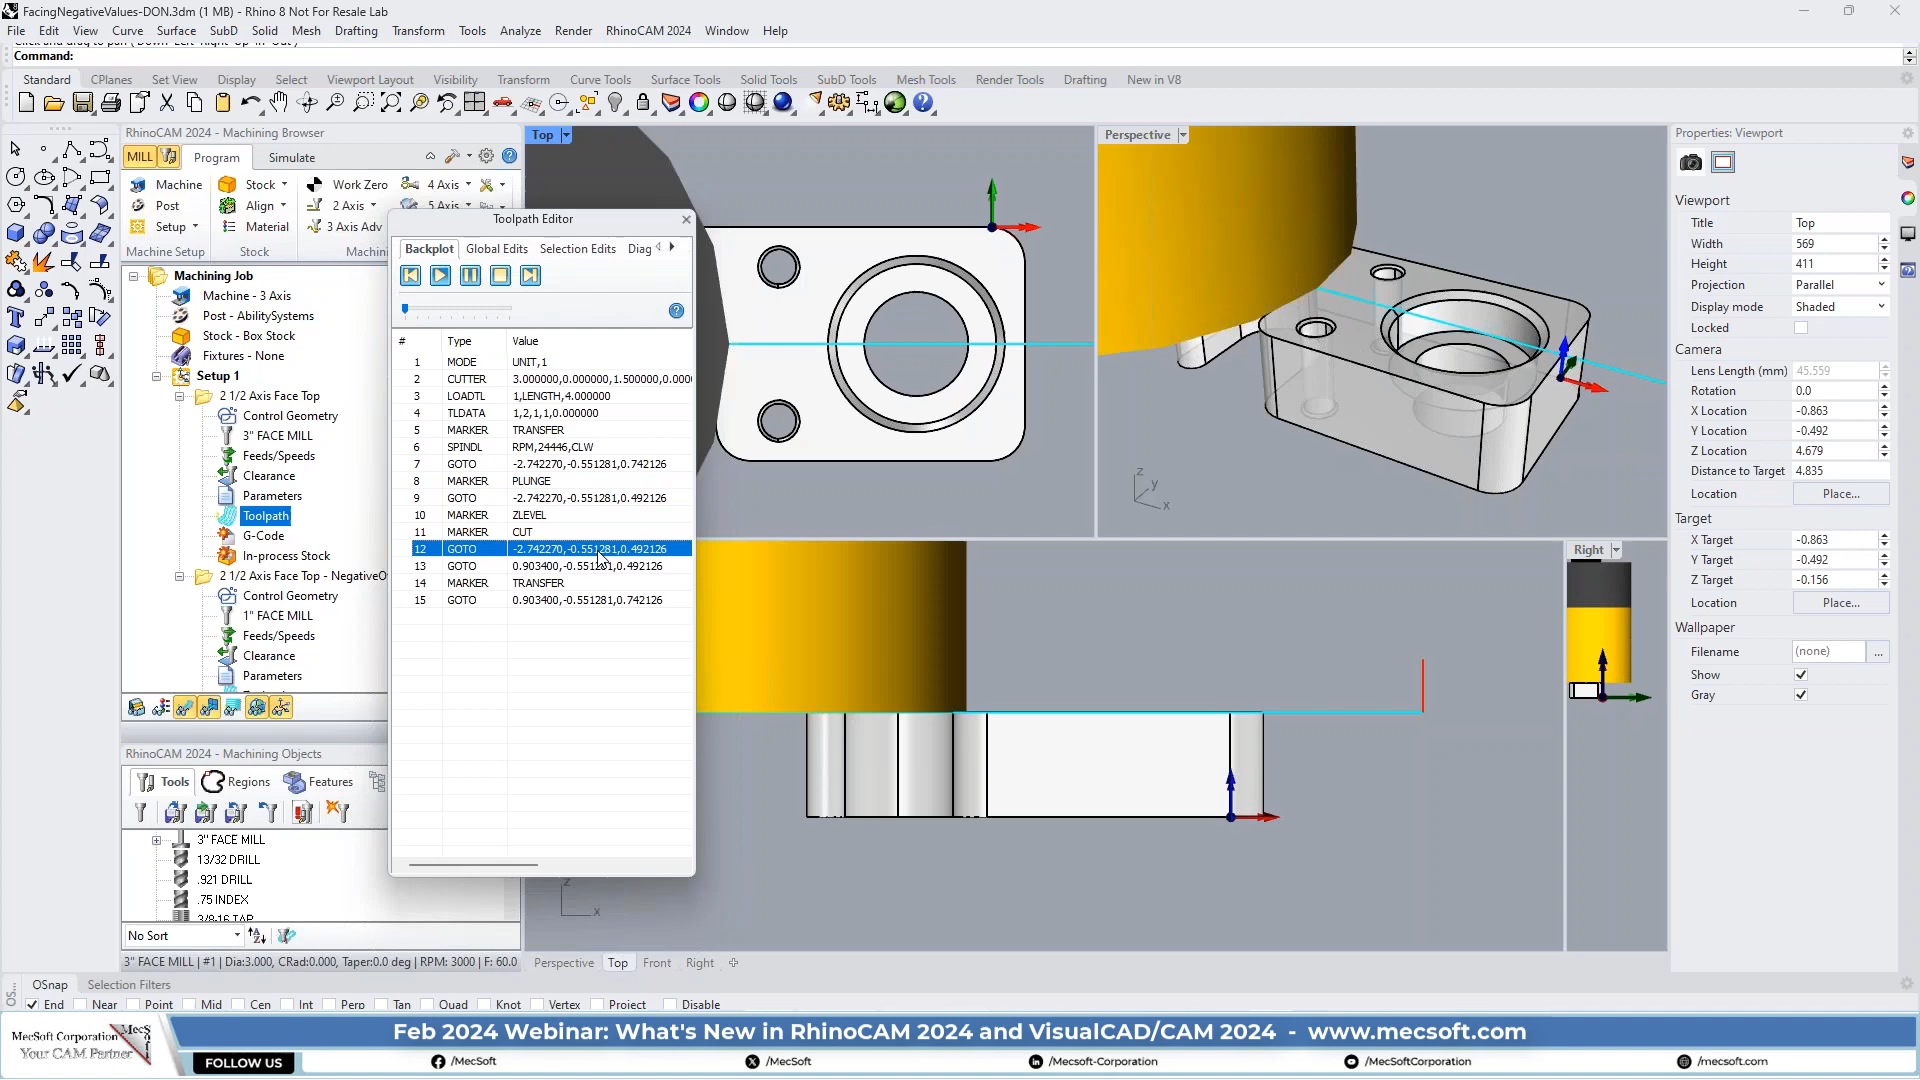 FacingNegativeValues-DON.3dm (1 MB) - Rhino 8 Not For Resale Lab
File Edit View Curve Surface SubD Solid Mesh Drafting Transform Tools Analyze Render RhinoCAM 2024 Window Help
Command:
Standard CPlanes Set View Display Select Viewport Layout Visibility Transform Curve Tools Surface Tools Solid Tools SubD Tools Mesh Tools Render Tools Drafting New in V8
RhinoCAM 2024 - Machining Browser
MILL Program Simulate
Machine Stock Work Zero 4 Axis
Post Align 2 Axis 5 Axis
Setup Material 3 Axis Adv
Machine Setup Stock Machin
Machining Job
Machine - 3 Axis
Post - AbilitySystems
Stock - Box Stock
Fixtures - None
Setup 1
2 1/2 Axis Face Top
Control Geometry
3" FACE MILL
Feeds/Speeds
Clearance
Parameters
Toolpath
G-Code
In-process Stock
2 1/2 Axis Face Top - NegativeO
Control Geometry
1" FACE MILL
Feeds/Speeds
Clearance
Parameters
RhinoCAM 2024 - Machining Objects
Tools Regions Features
3" FACE MILL
13/32 DRILL
.921 DRILL
.75 INDEX
3/8-16 TAP
No Sort
3" FACE MILL | #1 | Dia:3.000, CRad:0.000, Taper:0.0 deg | RPM: 3000 | F: 60.0
Toolpath Editor
Backplot Global Edits Selection Edits Diag
# Type Value
1 MODE UNIT,1
2 CUTTER 3.000000,0.000000,1.500000,0.000
3 LOADTL 1,LENGTH,4.000000
4 TLDATA 1,2,1,1,0.000000
5 MARKER TRANSFER
6 SPINDL RPM,24446,CLW
7 GOTO -2.742270,-0.551281,0.742126
8 MARKER PLUNGE
9 GOTO -2.742270,-0.551281,0.492126
10 MARKER ZLEVEL
11 MARKER CUT
12 GOTO -2.742270,-0.551281,0.492126
13 GOTO 0.903400,-0.551281,0.492126
14 MARKER TRANSFER
15 GOTO 0.903400,-0.551281,0.742126
Top
Perspective
z
y
x
Right
z
x
Perspective Top Front Right
Properties: Viewport
Viewport
Title Top
Width 569
Height 411
Projection Parallel
Display mode Shaded
Locked
Camera
Lens Length (mm) 45.559
Rotation 0.0
X Location -0.863
Y Location -0.492
Z Location 4.679
Distance to Target 4.835
Location Place...
Target
X Target -0.863
Y Target -0.492
Z Target -0.156
Location Place...
Wallpaper
Filename (none) ...
Show
Gray
OSnap Selection Filters
End Near Point Mid Cen Int Perp Tan Quad Knot Vertex Project Disable
MecSoft Corporation MecS
Your CAM Partner
Feb 2024 Webinar: What's New in RhinoCAM 2024 and VisualCAD/CAM 2024 - www.mecsoft.com
FOLLOW US /MecSoft /MecSoft /Mecsoft-Corporation /MecSoftCorporation /mecsoft.com